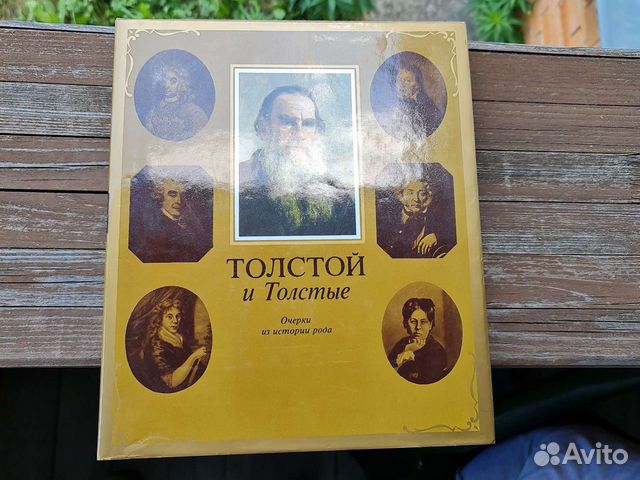 ТОЛСТОЙ
и Толстые
Очерки
из истории рода
Avito